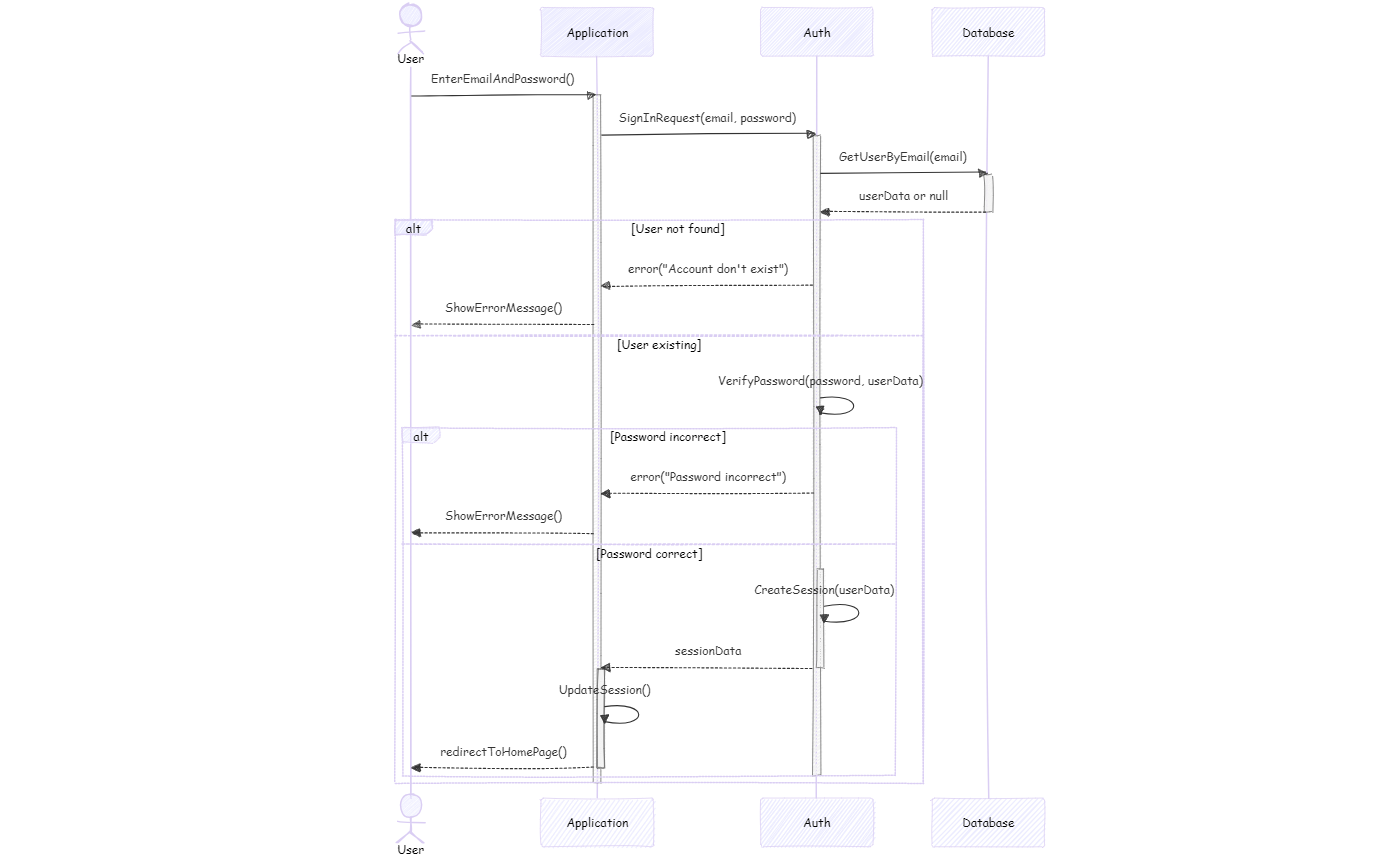 Application
Auth
Database
User
EnterEmailAndPassword()
SignInRequest(email, password)
GetUserByEmail(email)
userData or null
alt
[User not found]
error("Account don't exist")
ShowErrorMessage()
[User existing]
VerifyPassword(password, userData)
alt
[Password incorrect]
error("Password incorrect")
ShowErrorMessage()
[Password correct]
CreateSession(userData)
sessionData
UpdateSession()
redirectToHomePage()
Application
Auth
Database
User